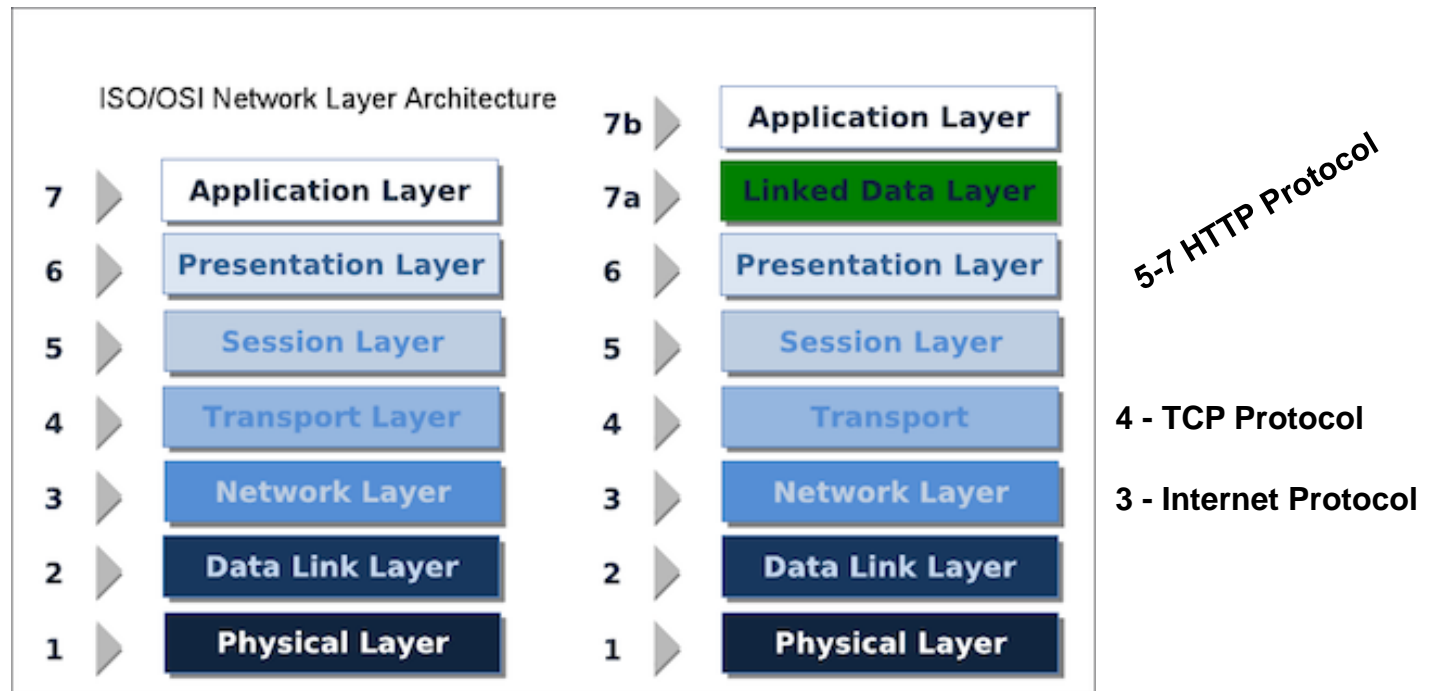 ISO/OSI Network Layer Architecture
7 Application Layer
6 Presentation Layer
5 Session Layer
4 Transport Layer
3 Network Layer
2 Data Link Layer
1 Physical Layer
7b Application Layer
7a Linked Data Layer
6 Presentation Layer
5 Session Layer
4 Transport
3 Network Layer
2 Data Link Layer
1 Physical Layer
5-7 HTTP Protocol
4 - TCP Protocol
3 - Internet Protocol